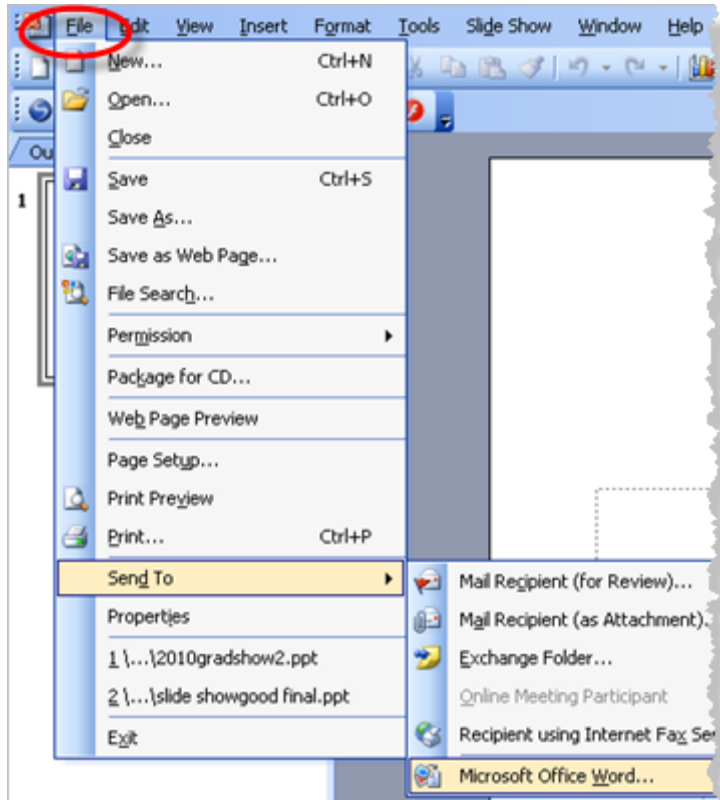 File Edit View Insert Format Tools Slide Show Window Help
New... Ctrl+N
Open... Ctrl+O
Close
Ou
1
Save Ctrl+S
Save As...
Save as Web Page...
File Search...
Permission
Package for CD...
Web Page Preview
Page Setup...
Print Preview
Print... Ctrl+P
Send To
Properties
1 \...\2010gradshow2.ppt
2 \...\slide showgood final.ppt
Exit
Mail Recipient (for Review)...
Mail Recipient (as Attachment).
Exchange Folder...
Online Meeting Participant
Recipient using Internet Fax Ser
Microsoft Office Word...